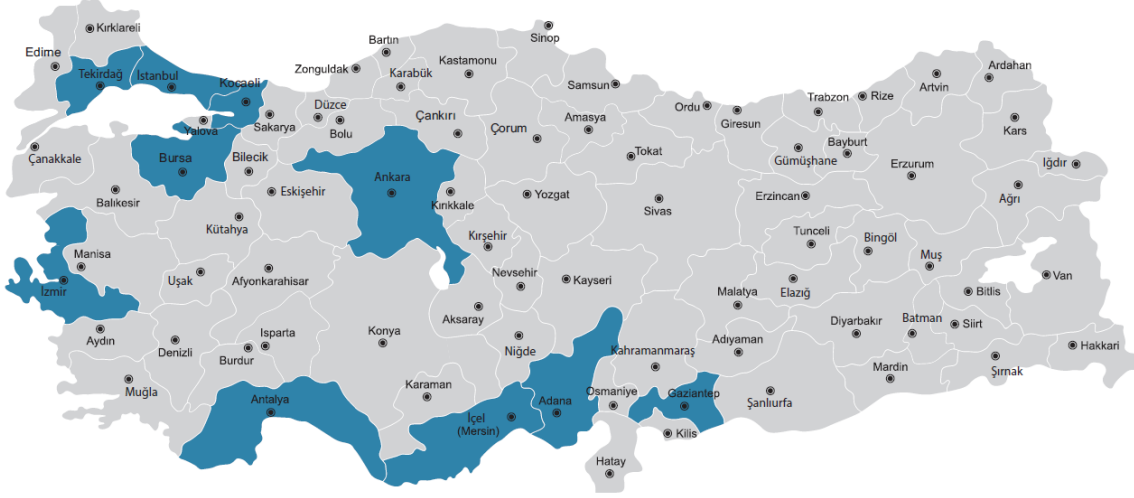 Kırklareli
Edime
Tekirdağ
İstanbul
Kocaeli
Yalova
Sakarya
Düzce
Bolu
Zonguldak
Bartın
Karabük
Kastamonu
Sinop
Samsun
Çankırı
Çorum
Amasya
Tokat
Ordu
Giresun
Trabzon
Rize
Artvin
Ardahan
Kars
Gümüşhane
Bayburt
Erzurum
Iğdır
Ağrı
Çanakkale
Bursa
Bilecik
Balıkesir
Eskişehir
Kütahya
Ankara
Kırıkkale
Kırşehir
Yozgat
Sivas
Erzincan
Tunceli
Bingöl
Muş
Bitlis
Van
Manisa
İzmir
Uşak
Afyonkarahisar
Nevsehir
Kayseri
Aksaray
Niğde
Malatya
Elazığ
Diyarbakır
Batman
Siirt
Hakkari
Şırnak
Mardin
Aydın
Denizli
Muğla
Burdur
Isparta
Konya
Karaman
Antalya
İçel
(Mersin)
Adana
Osmaniye
Kahramanmaraş
Adıyaman
Gaziantep
Şanlıurfa
Kilis
Hatay